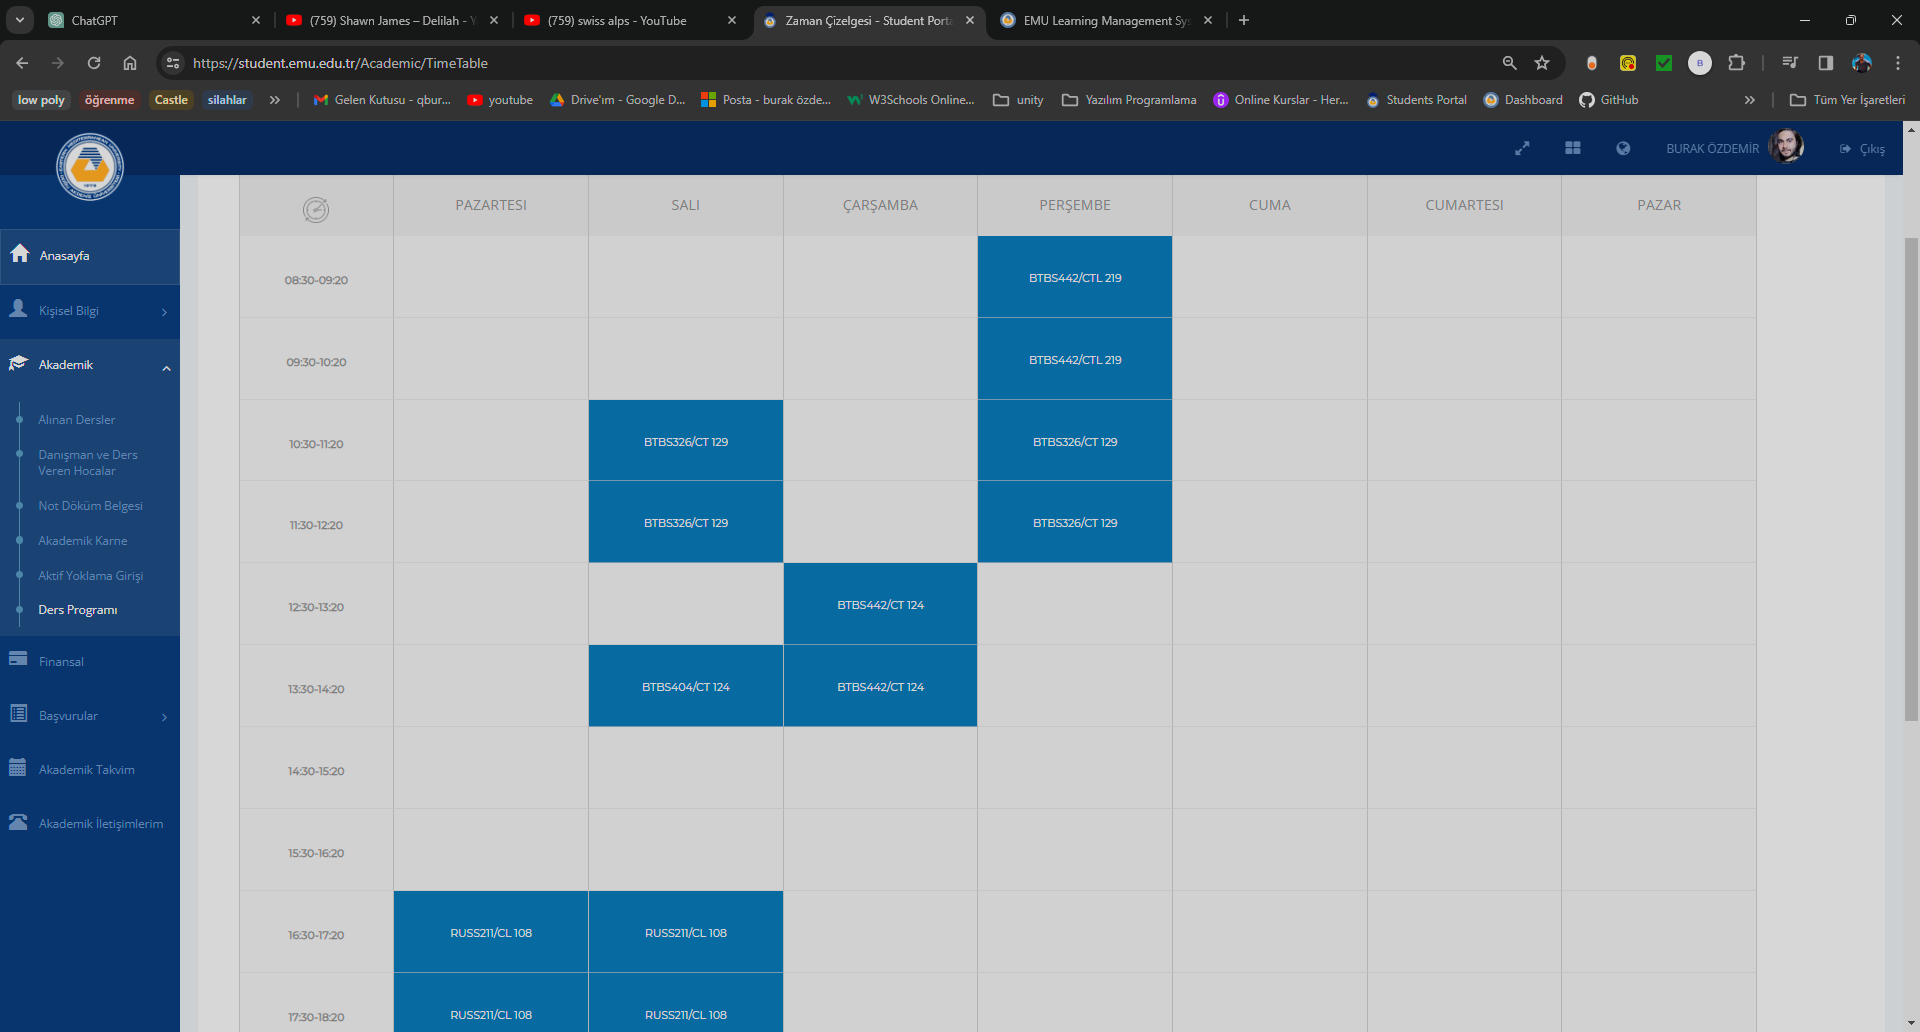 ChatGPT
(759) Shawn James – Delilah - Y
(759) swiss alps - YouTube
Zaman Çizelgesi - Student Porta
EMU Learning Management Sys
https://student.emu.edu.tr/Academic/TimeTable
low poly öğrenme Castle silahlar Gelen Kutusu - qbur... youtube Drive'ım - Google D... Posta - burak özde... W3Schools Online... unity Yazılım Programlama Online Kurslar - Her... Students Portal Dashboard GitHub Tüm Yer İşaretleri
BURAK ÖZDEMİR Çıkış
Anasayfa
Kişisel Bilgi
Akademik
Alınan Dersler
Danışman ve Ders
Veren Hocalar
Not Döküm Belgesi
Akademik Karne
Aktif Yoklama Girişi
Ders Programı
Finansal
Başvurular
Akademik Takvim
Akademik İletişimlerim
PAZARTESI SALI ÇARŞAMBA PERŞEMBE CUMA CUMARTESI PAZAR
08:30-09:20 BTBS442/CTL 219
09:30-10:20 BTBS442/CTL 219
10:30-11:20 BTBS326/CT 129 BTBS326/CT 129
11:30-12:20 BTBS326/CT 129 BTBS326/CT 129
12:30-13:20 BTBS442/CT 124
13:30-14:20 BTBS404/CT 124 BTBS442/CT 124
14:30-15:20
15:30-16:20
16:30-17:20 RUSS211/CL 108 RUSS211/CL 108
17:30-18:20 RUSS211/CL 108 RUSS211/CL 108